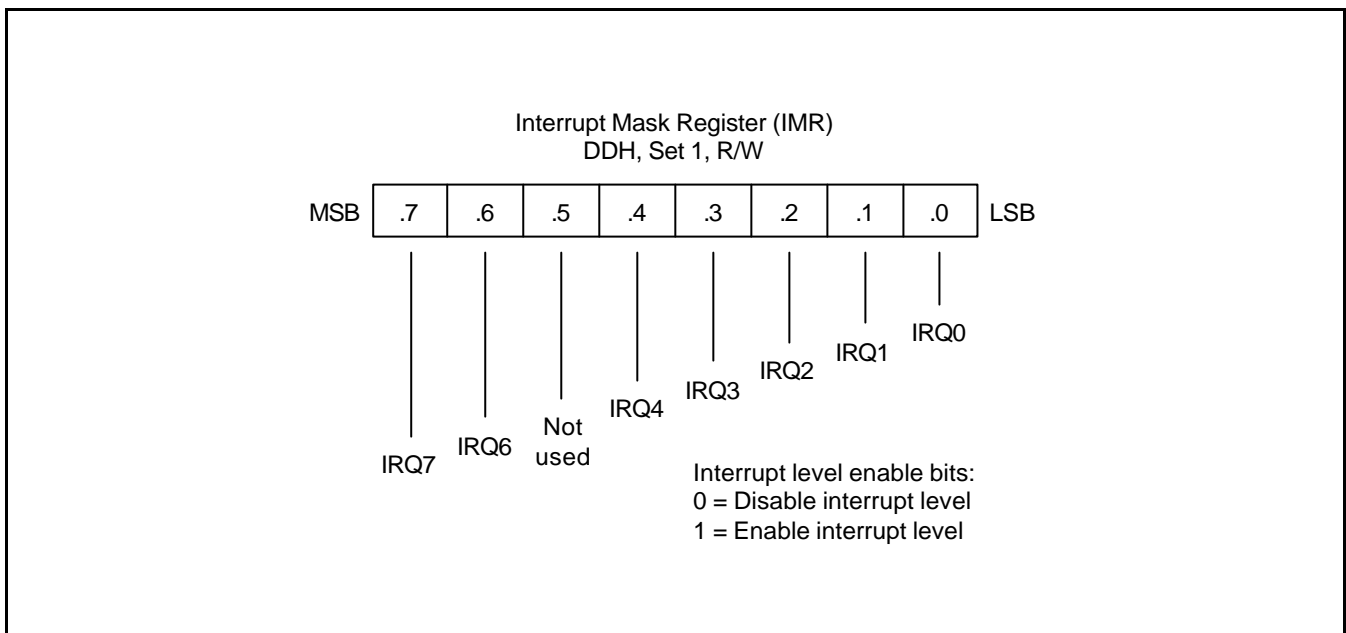 Interrupt Mask Register (IMR)
DDH, Set 1, R/W
MSB .7 .6 .5 .4 .3 .2 .1 .0 LSB
IRQ0
IRQ1
IRQ2
IRQ3
IRQ4
Not
used
IRQ6
IRQ7
Interrupt level enable bits:
0 = Disable interrupt level
1 = Enable interrupt level